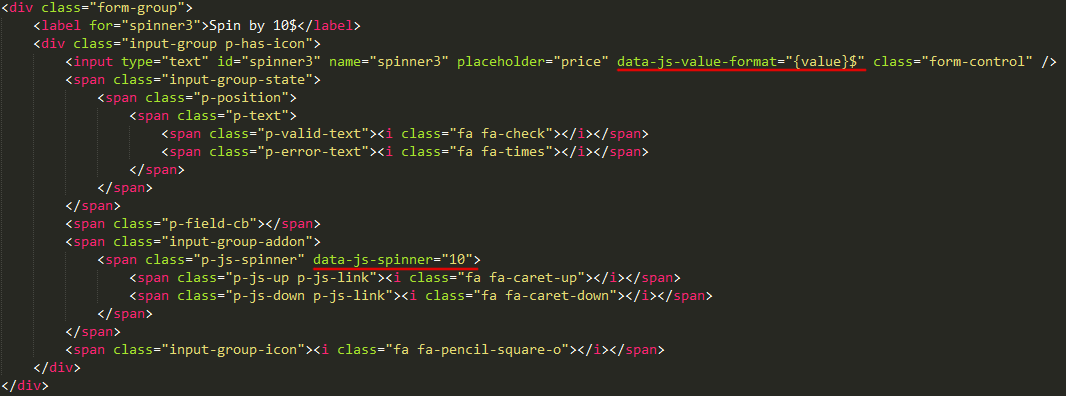 <div class="form-group">
<label for="spinner3">Spin by 10$</label>
<div class="input-group p-has-icon">
<input type="text" id="spinner3" name="spinner3" placeholder="price" data-js-value-format="{value}$" class="form-control" />
<span class="input-group-state">
<span class="p-position">
<span class="p-text">
<span class="p-valid-text"><i class="fa fa-check"></i></span>
<span class="p-error-text"><i class="fa fa-times"></i></span>
</span>
</span>
</span>
<span class="p-field-cb"></span>
<span class="input-group-addon">
<span class="p-js-spinner" data-js-spinner="10">
<span class="p-js-up p-js-link"><i class="fa fa-caret-up"></i></span>
<span class="p-js-down p-js-link"><i class="fa fa-caret-down"></i></span>
</span>
</span>
<span class="input-group-icon"><i class="fa fa-pencil-square-o"></i></span>
</div>
</div>